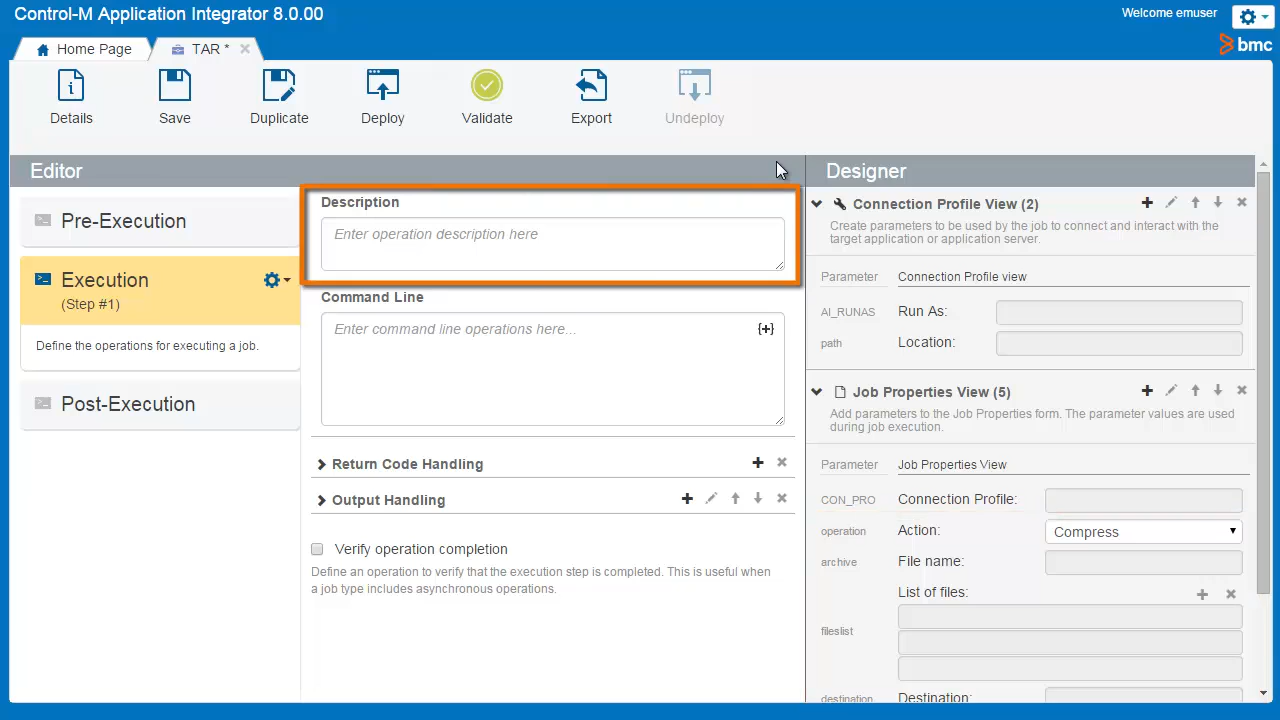 Control-M Application Integrator 8.0.00
Welcome emuser
Home Page
TAR *
bmc
Details
Save
Duplicate
Deploy
Validate
Export
Undeploy
Editor
Pre-Execution
Execution
(Step #1)
Define the operations for executing a job.
Post-Execution
Description
Enter operation description here
Command Line
Enter command line operations here...
{+}
Return Code Handling
Output Handling
Verify operation completion
Define an operation to verify that the execution step is completed. This is useful when
a job type includes asynchronous operations.
Designer
Connection Profile View (2)
Create parameters to be used by the job to connect and interact with the
target application or application server.
Parameter Connection Profile view
AI_RUNAS Run As:
path Location:
Job Properties View (5)
Add parameters to the Job Properties form. The parameter values are used
during job execution.
Parameter Job Properties View
CON_PRO Connection Profile:
operation Action: Compress
archive File name:
List of files:
fileslist
destination Destination: